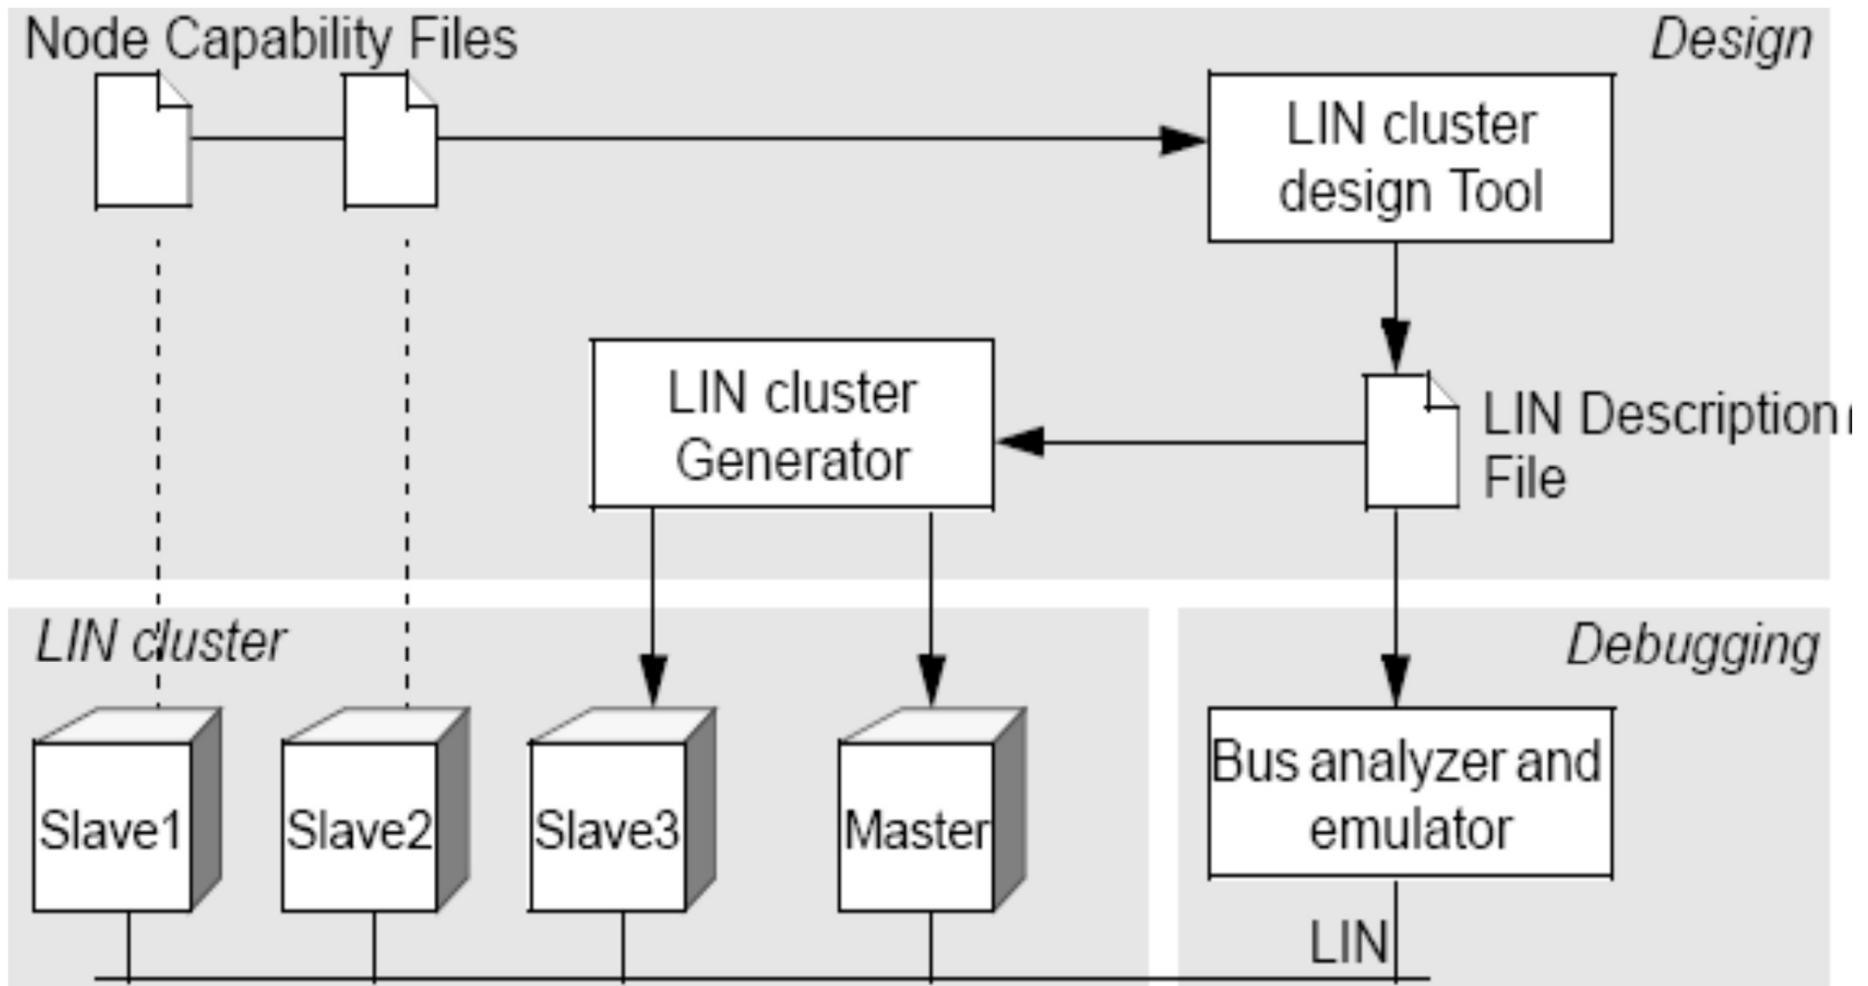 Node Capability Files
Design
LIN cluster
design Tool
LIN cluster
Generator
LIN Description
File
LIN cluster
Debugging
Slave1
Slave2
Slave3
Master
Bus analyzer and
emulator
LIN